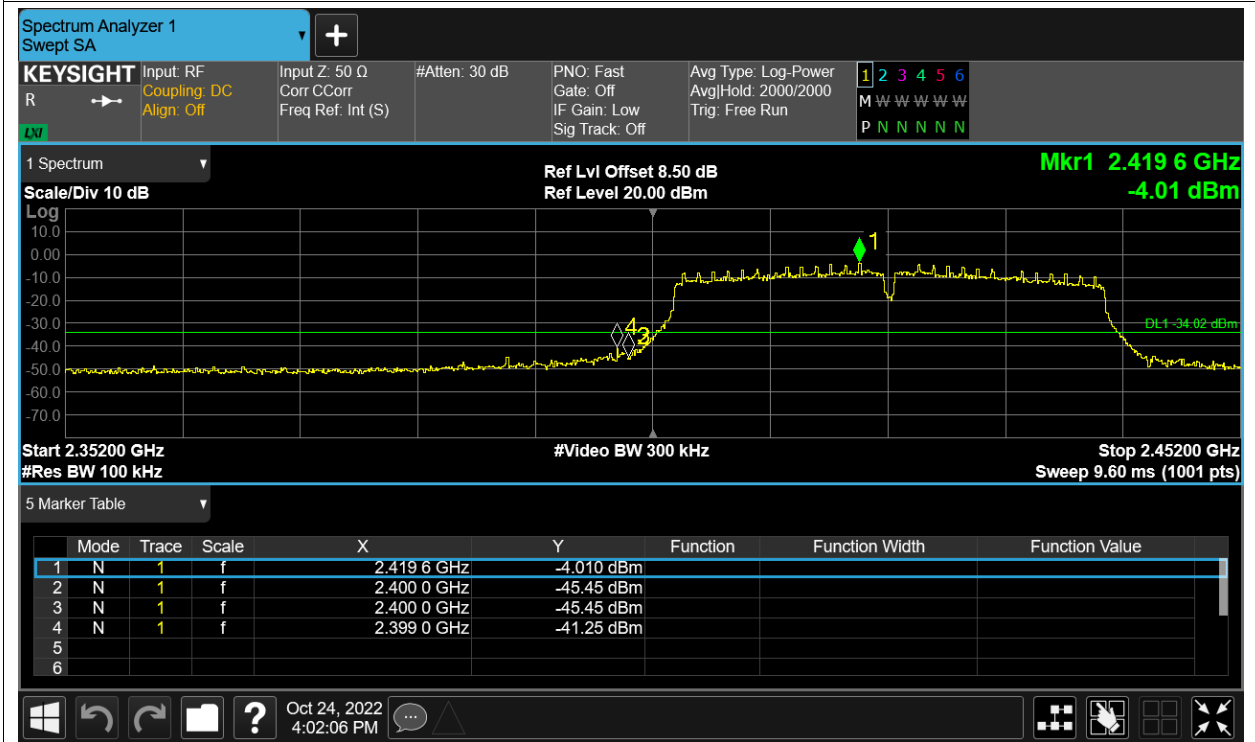 Spectrum Analyzer 1
Swept SA
KEYSIGHT
R
LXI
Input: RF
Coupling: DC
Align: Off
Input Z: 50 Ω
Corr CCorr
Freq Ref: Int (S)
#Atten: 30 dB
PNO: Fast
Gate: Off
IF Gain: Low
Sig Track: Off
Avg Type: Log-Power
Avg|Hold: 2000/2000
Trig: Free Run
1 2 3 4 5 6
M W W W W W
P N N N N N
1 Spectrum
Scale/Div 10 dB
Ref Lvl Offset 8.50 dB
Ref Level 20.00 dBm
Mkr1 2.419 6 GHz
-4.01 dBm
Log
10.0
0.00
-10.0
-20.0
-30.0
-40.0
-50.0
-60.0
-70.0
1
4
3
DL1 -34.02 dBm
Start 2.35200 GHz
#Res BW 100 kHz
#Video BW 300 kHz
Stop 2.45200 GHz
Sweep 9.60 ms (1001 pts)
5 Marker Table
Mode Trace Scale X Y Function Function Width Function Value
1 N 1 f 2.419 6 GHz -4.010 dBm
2 N 1 f 2.400 0 GHz -45.45 dBm
3 N 1 f 2.400 0 GHz -45.45 dBm
4 N 1 f 2.399 0 GHz -41.25 dBm
5
6
?
Oct 24, 2022
4:02:06 PM